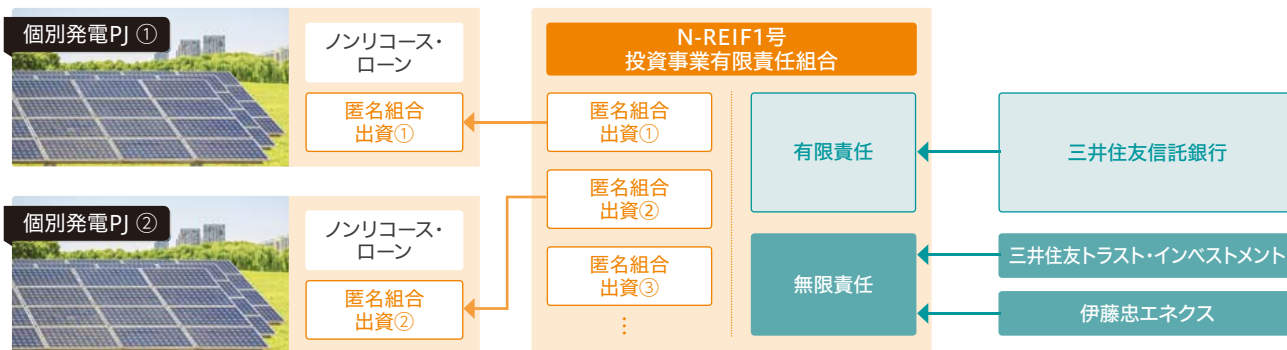 個別発電PJ ①
ノンリコース・
ローン
匿名組合
出資①
個別発電PJ ②
ノンリコース・
ローン
匿名組合
出資②
N-REIF1号
投資事業有限責任組合
匿名組合
出資①
匿名組合
出資②
匿名組合
出資③
⋮
有限責任
無限責任
三井住友信託銀行
三井住友トラスト・インベストメント
伊藤忠エネクス